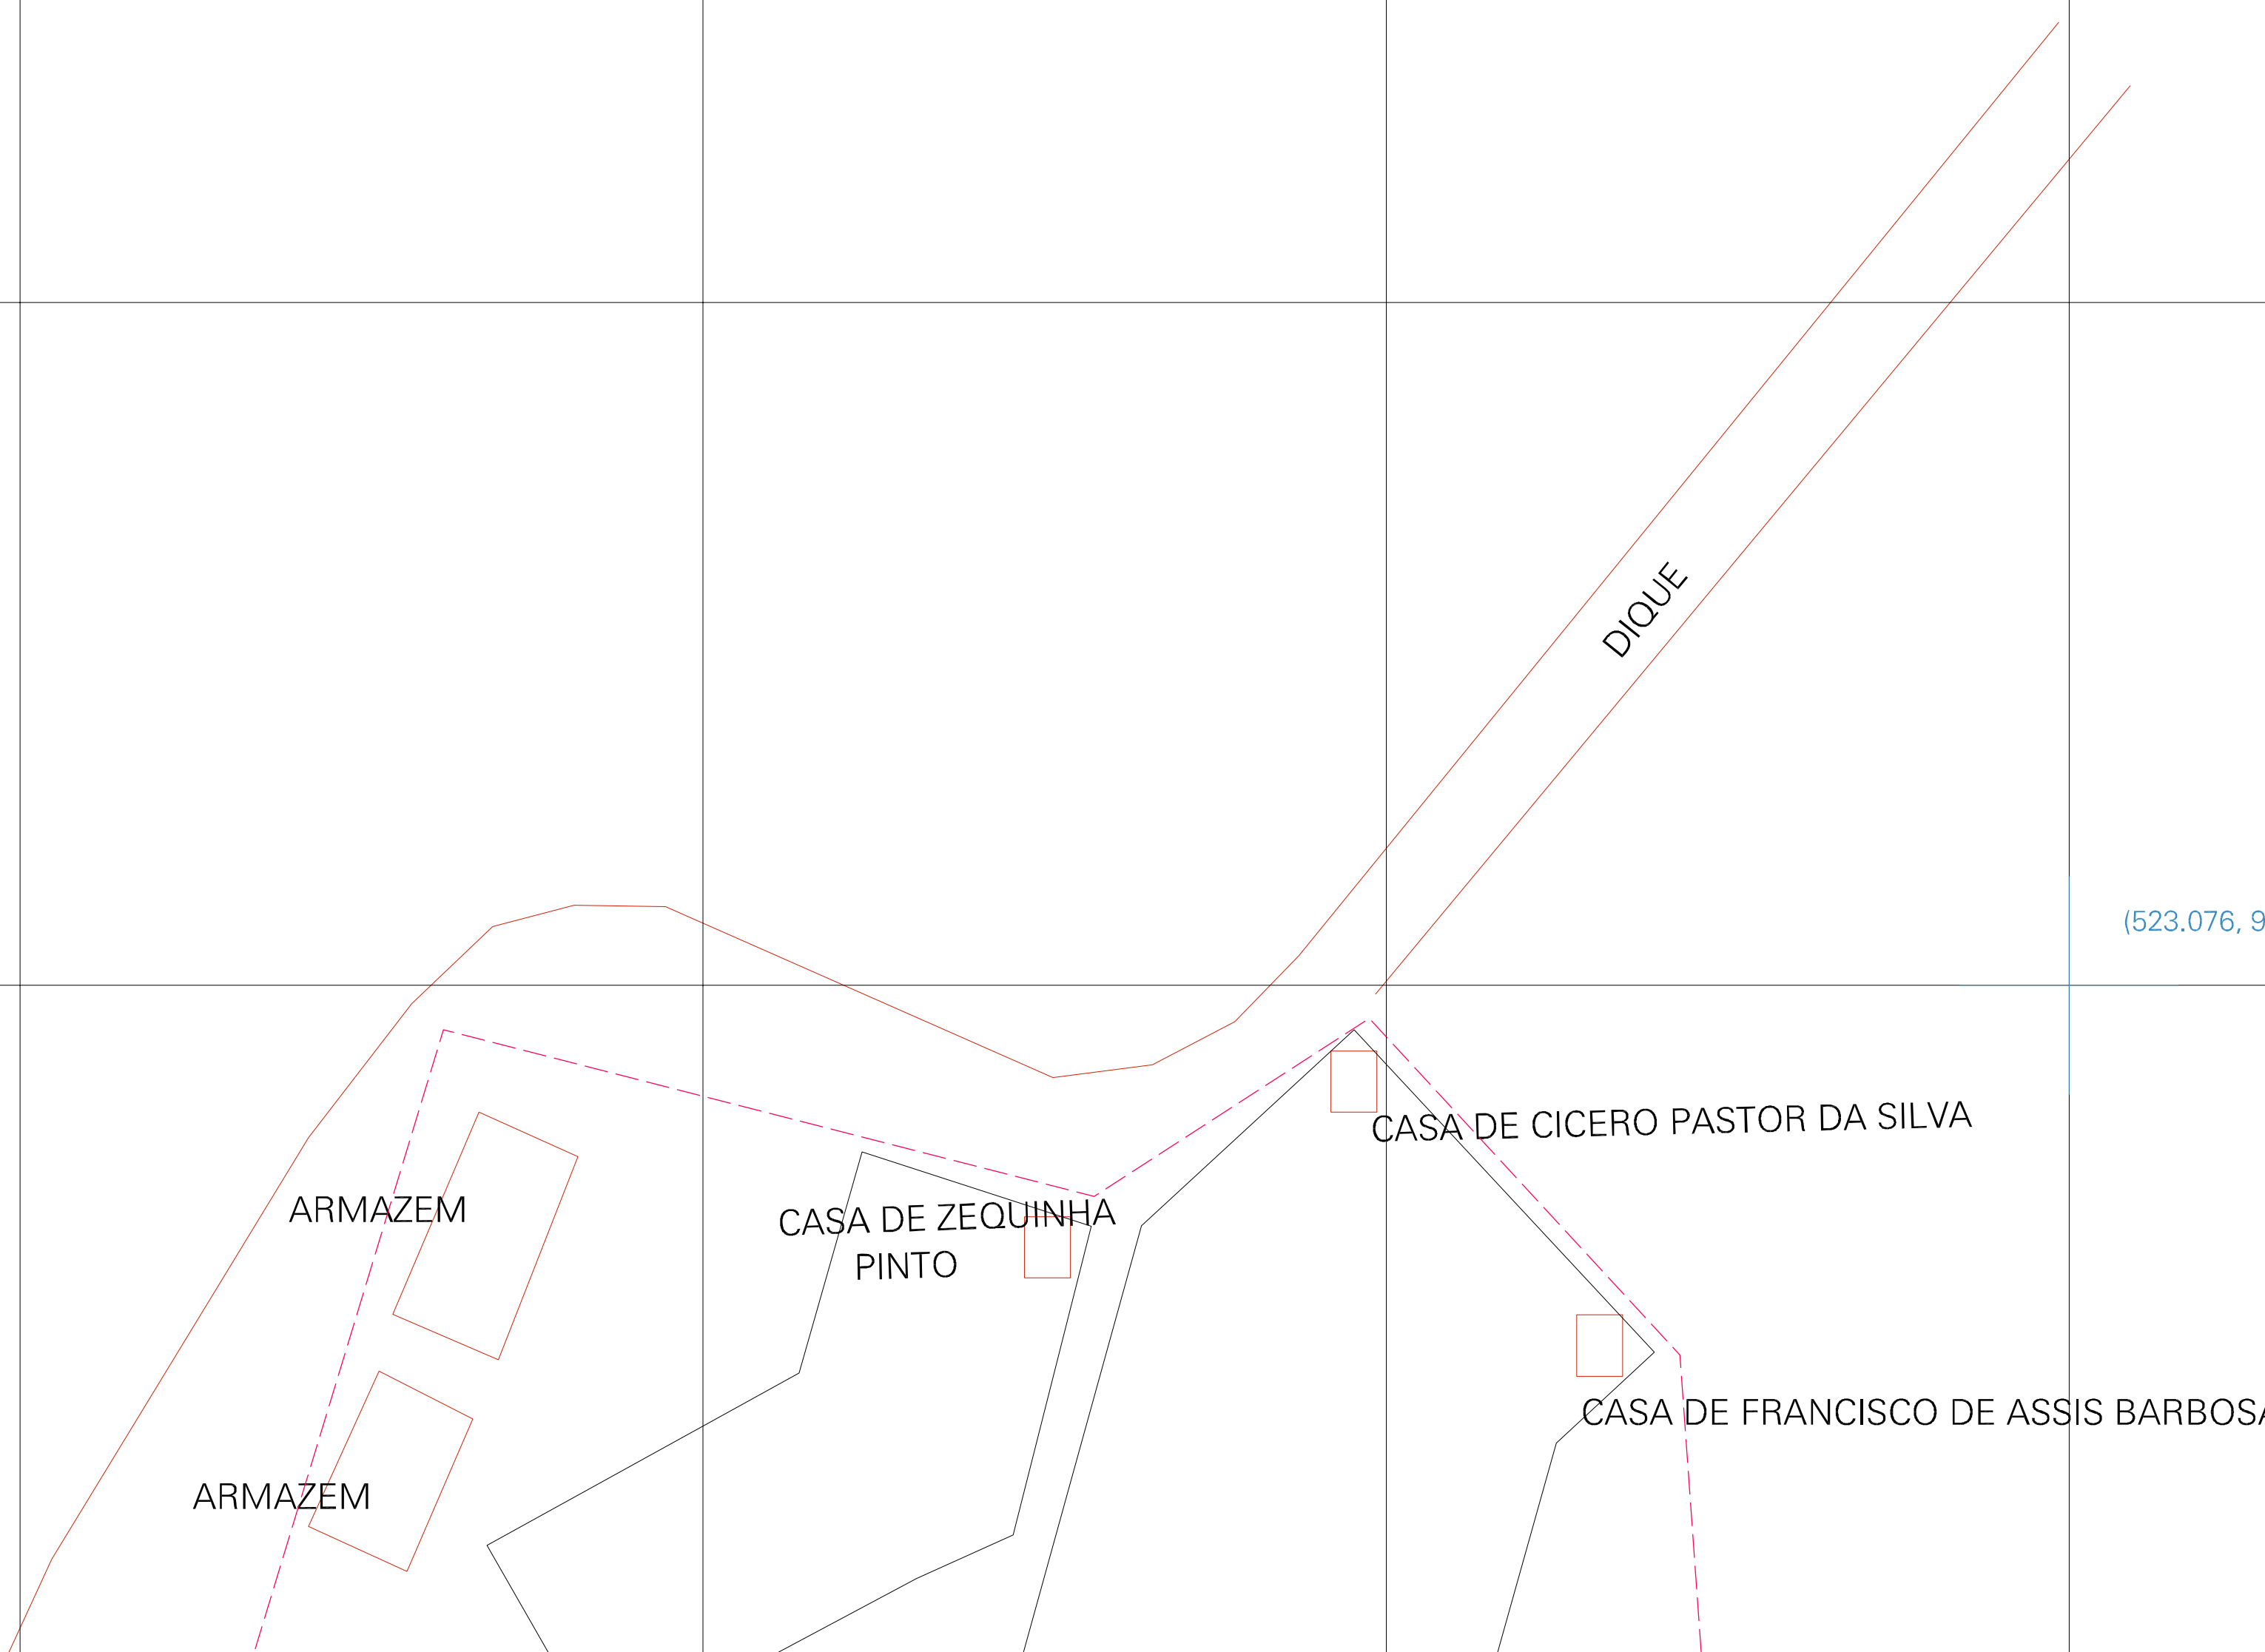 DIQUE
(523.076, 9
CASA DE CICERO PASTOR DA SILVA
ARMAZEM
CASA DE ZEQUINHA
PINTO
CASA DE FRANCISCO DE ASSIS BARBOSA
ARMAZEM